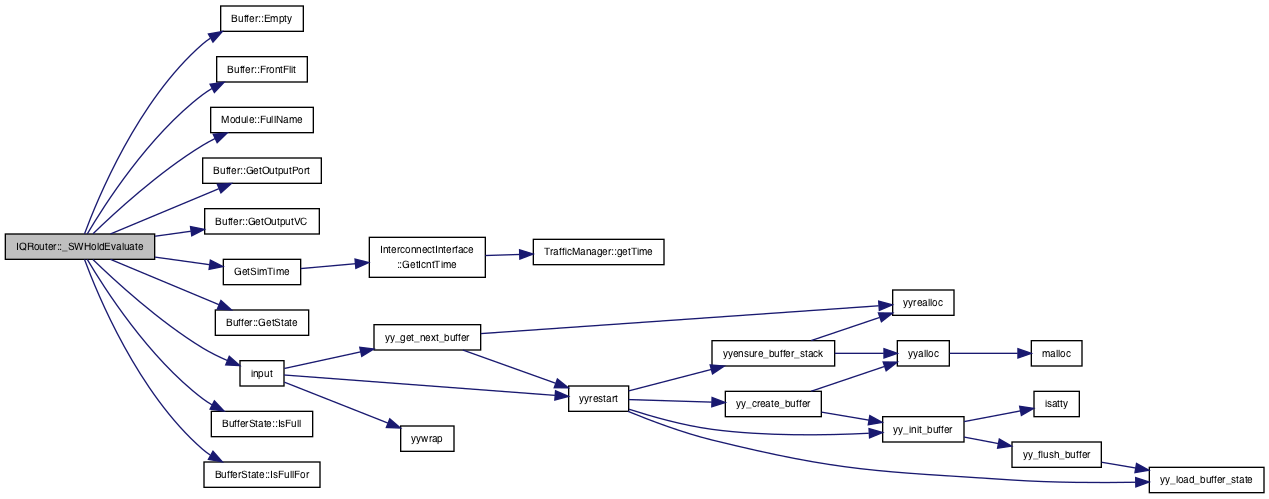 Buffer::Empty
Buffer::FrontFlit
Module::FullName
Buffer::GetOutputPort
Buffer::GetOutputVC
IQRouter::_SWHoldEvaluate
GetSimTime
InterconnectInterface
::GetIcntTime
TrafficManager::getTime
Buffer::GetState
input
yy_get_next_buffer
yyrealloc
yyensure_buffer_stack
yyalloc
malloc
yyrestart
yy_create_buffer
isatty
yywrap
yy_init_buffer
yy_flush_buffer
yy_load_buffer_state
BufferState::IsFull
BufferState::IsFullFor